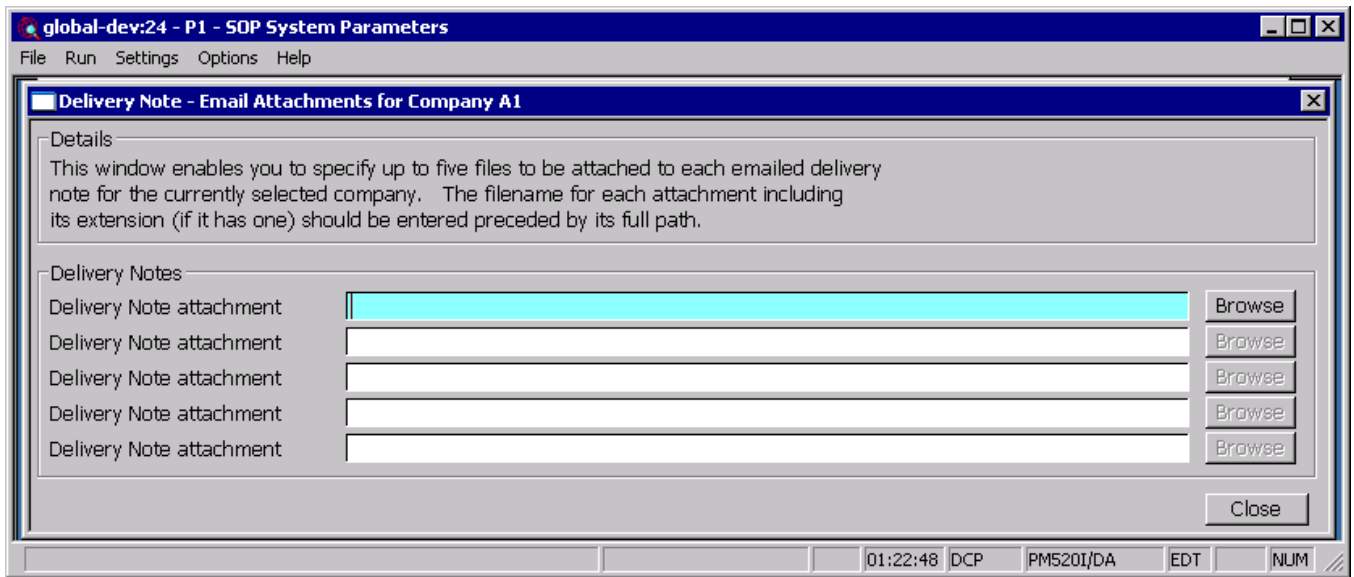 global-dev:24 - P1 - SOP System Parameters
File Run Settings Options Help
Delivery Note - Email Attachments for Company A1
Details
This window enables you to specify up to five files to be attached to each emailed delivery
note for the currently selected company. The filename for each attachment including
its extension (if it has one) should be entered preceded by its full path.
Delivery Notes
Delivery Note attachment Browse
Delivery Note attachment Browse
Delivery Note attachment Browse
Delivery Note attachment Browse
Delivery Note attachment Browse
Close
01:22:48 DCP PM520I/DA EDT NUM